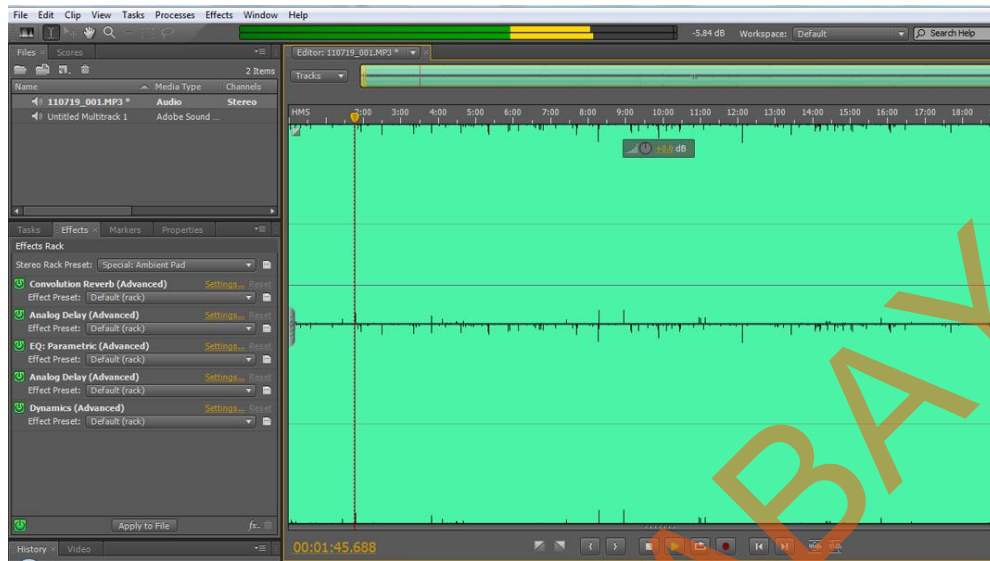 File Edit Clip View Tasks Processes Effects Window Help
-5.84 dB Workspace: Default Search Help
Files Scores
Editor: 110719_001.MP3 *
2 Items
Tracks
Name Media Type Channels
110719_001.MP3 * Audio Stereo
Untitled Multitrack 1 Adobe Sound ...
HMS 2:00 3:00 4:00 5:00 6:00 7:00 8:00 9:00 10:00 11:00 12:00 13:00 14:00 15:00 16:00 17:00 18:00
+0.0 dB
Tasks Effects Markers Properties
Effects Rack
Stereo Rack Preset: Special: Ambient Pad
Convolution Reverb (Advanced) Settings... Reset
Effect Preset: Default (rack)
Analog Delay (Advanced) Settings... Reset
Effect Preset: Default (rack)
EQ: Parametric (Advanced) Settings... Reset
Effect Preset: Default (rack)
Analog Delay (Advanced) Settings... Reset
Effect Preset: Default (rack)
Dynamics (Advanced) Settings... Reset
Effect Preset: Default (rack)
BAY
Apply to File fx
History Video
00:01:45.688